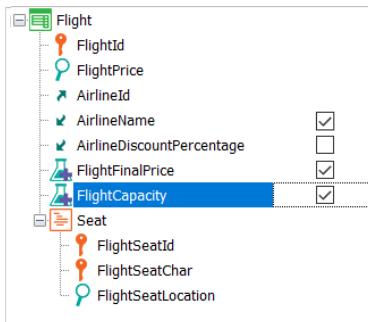 Flight
FlightId
FlightPrice
AirlineId
AirlineName
AirlineDiscountPercentage
FlightFinalPrice
FlightCapacity
Seat
FlightSeatId
FlightSeatChar
FlightSeatLocation